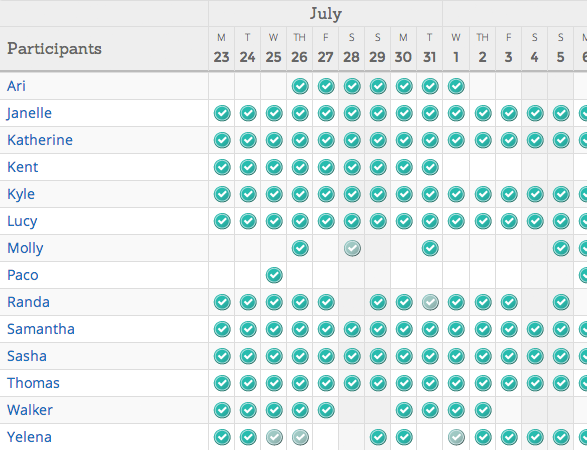 July
M T W TH F S S M T W TH F S S M
Participants 23 24 25 26 27 28 29 30 31 1 2 3 4 5 6
Ari
Janelle
Katherine
Kent
Kyle
Lucy
Molly
Paco
Randa
Samantha
Sasha
Thomas
Walker
Yelena